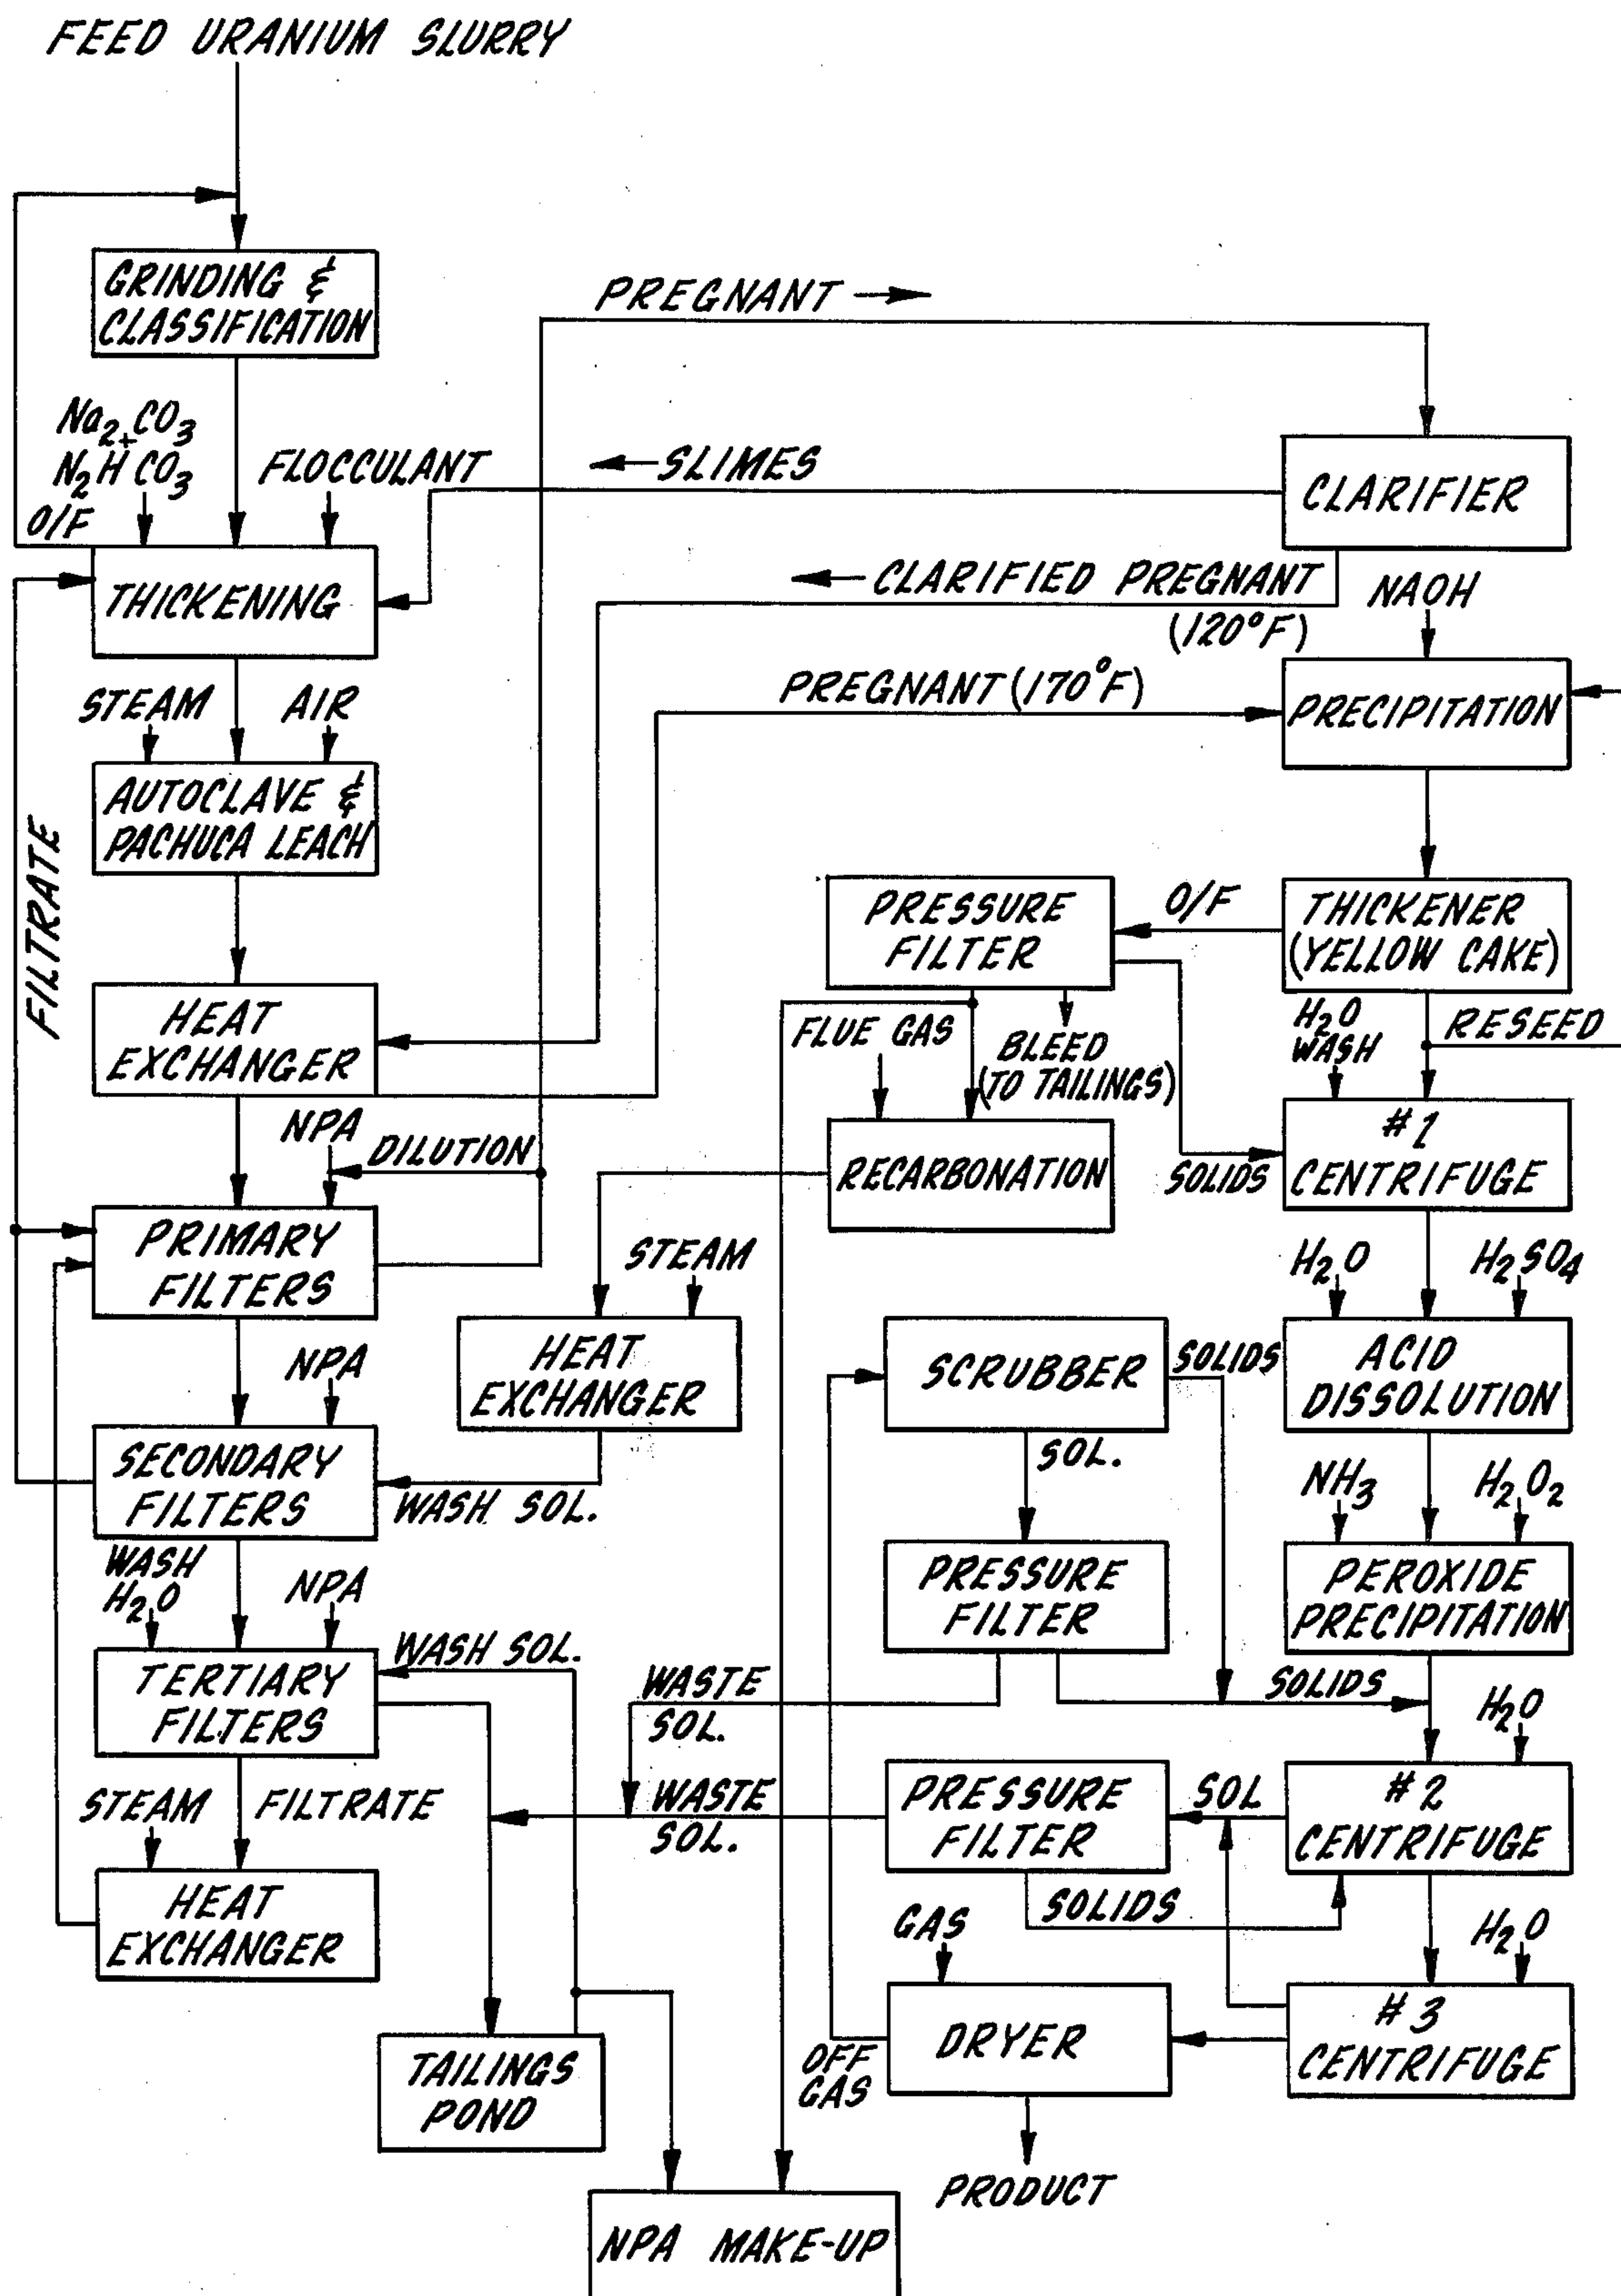 FEED URANIUM SLURRY
GRINDING &
CLASSIFICATION
PREGNANT
Na2CO3
+
N2HCO3
FLOCCULANT
O/F
SLIMES
CLARIFIER
THICKENING
CLARIFIED PREGNANT
(120°F)
NAOH
STEAM
AIR
PREGNANT (170°F)
PRECIPITATION
AUTOCLAVE &
PACHUCA LEACH
FILTRATE
PRESSURE
FILTER
O/F
THICKENER
(YELLOW CAKE)
HEAT
EXCHANGER
FLUE GAS
BLEED
(TO TAILINGS)
H2O
WASH
RESEED
NPA
DILUTION
RECARBONATION
SOLIDS
#1
CENTRIFUGE
PRIMARY
FILTERS
STEAM
H2O
H2SO4
HEAT
EXCHANGER
SCRUBBER
SOLIDS
ACID
DISSOLUTION
NPA
SECONDARY
FILTERS
WASH SOL.
SOL.
NH3
H2O2
WASH
H2O
NPA
PRESSURE
FILTER
PEROXIDE
PRECIPITATION
TERTIARY
FILTERS
WASH SOL.
WASTE
SOL.
SOLIDS
H2O
STEAM
FILTRATE
WASTE
SOL.
PRESSURE
FILTER
SOL
#2
CENTRIFUGE
HEAT
EXCHANGER
SOLIDS
GAS
H2O
TAILINGS
POND
OFF
GAS
DRYER
#3
CENTRIFUGE
PRODUCT
NPA MAKE-UP